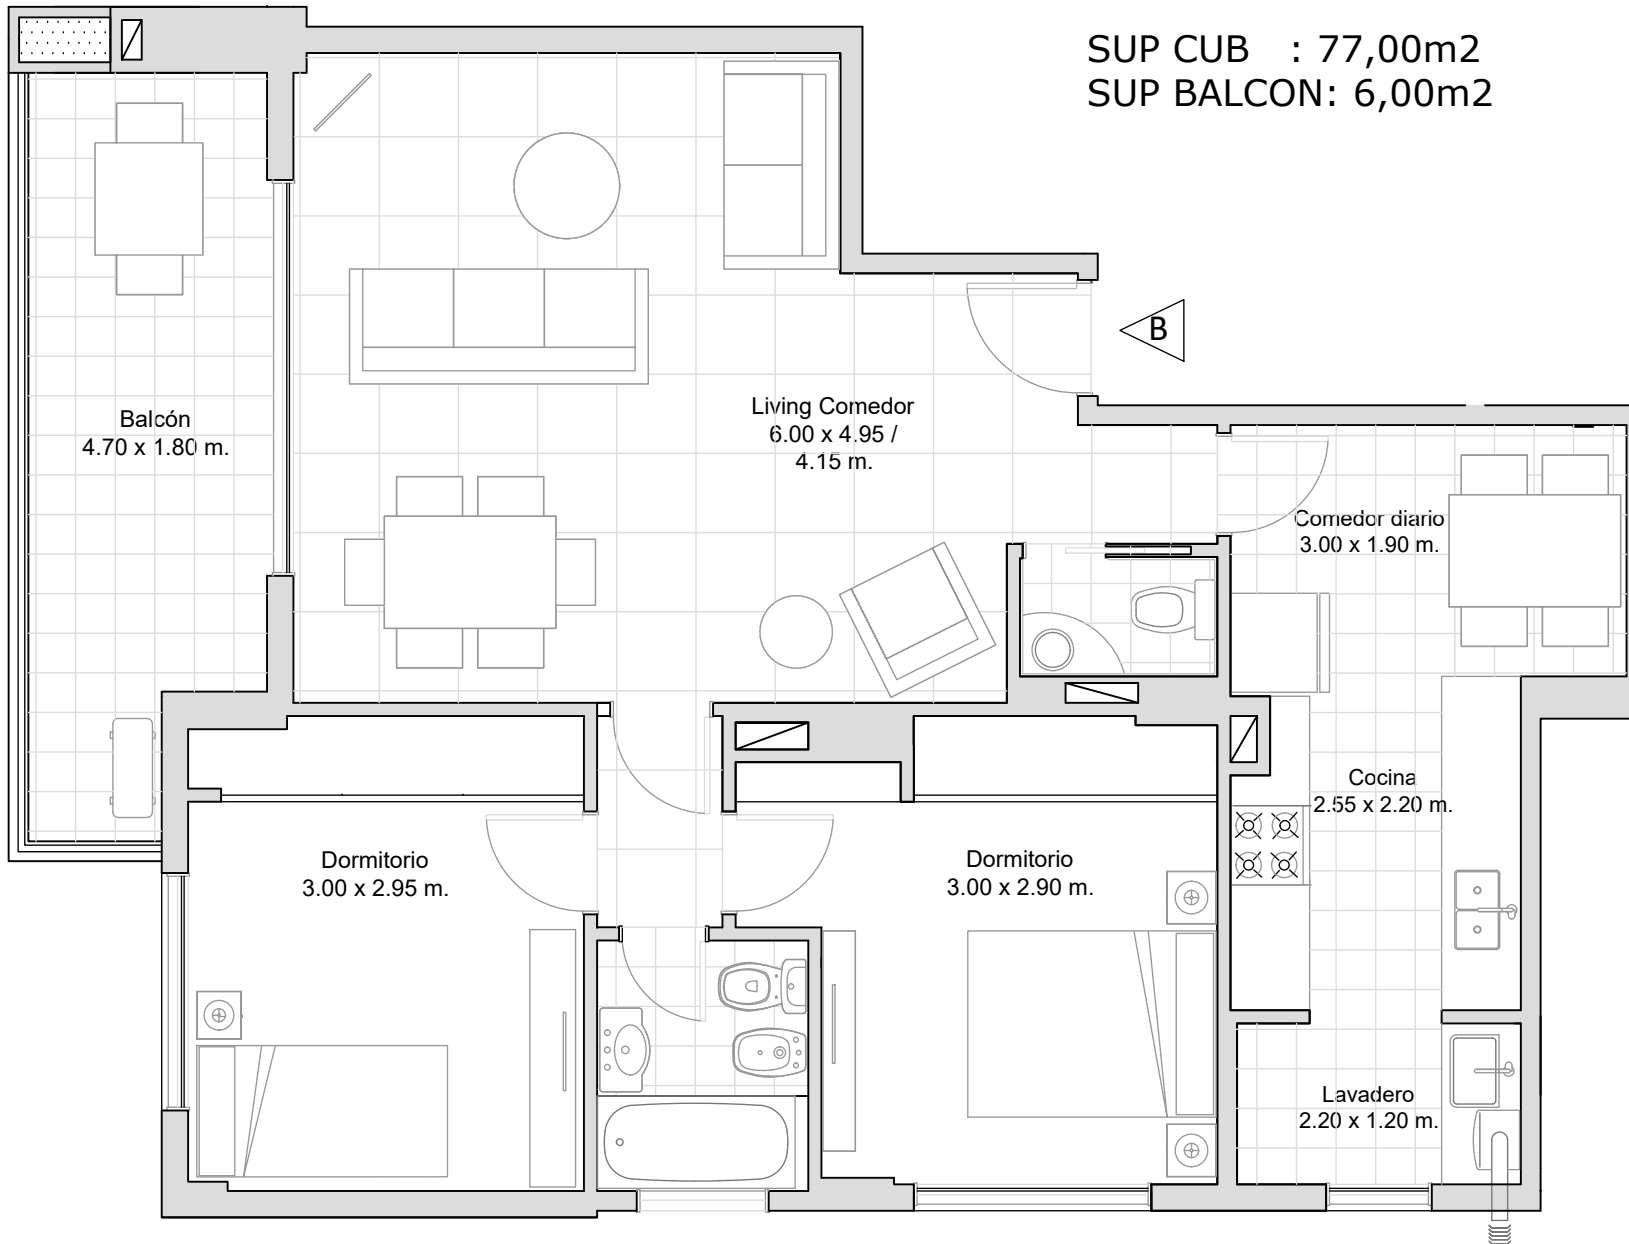 SUP CUB : 77,00m2
SUP BALCON: 6,00m2
B
Balcón
4.70 x 1.80 m.
Living Comedor
6.00 x 4.95 /
4.15 m.
Comedor diario
3.00 x 1.90 m.
Cocina
2.55 x 2.20 m.
Dormitorio
3.00 x 2.95 m.
Dormitorio
3.00 x 2.90 m.
Lavadero
2.20 x 1.20 m.